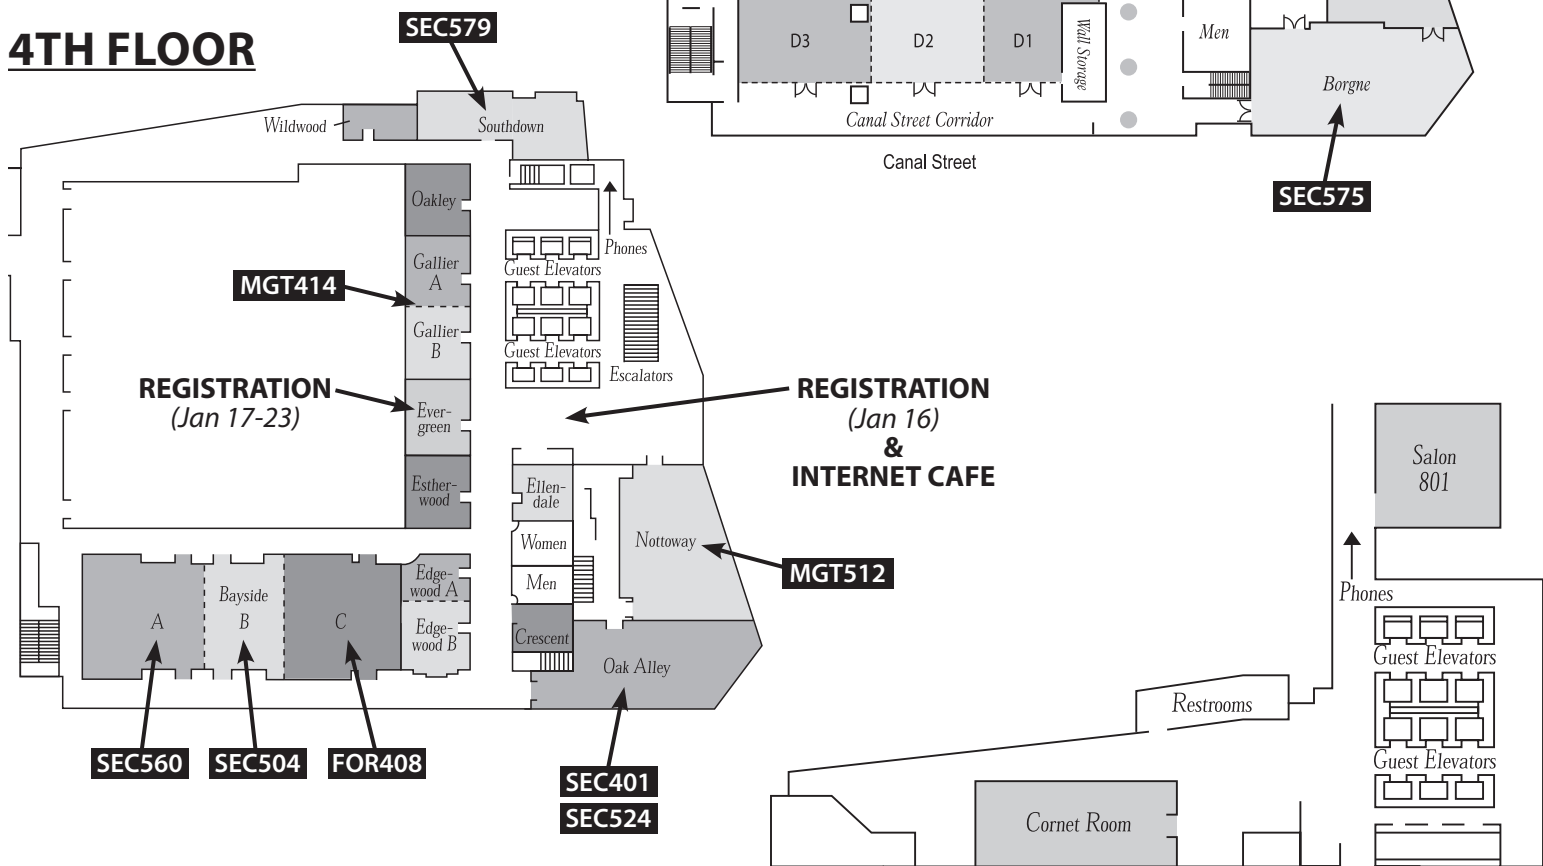 4TH FLOOR
SEC579
Wildwood
Southdown
Oakley
Gallier
A
MGT414
Gallier
B
REGISTRATION
(Jan 17-23)
Ever-
green
Esther-
wood
Phones
Guest Elevators
Guest Elevators
Escalators
REGISTRATION
(Jan 16)
&
INTERNET CAFE
Ellen-
dale
Women
Men
Crescent
Nottoway
MGT512
Oak Alley
A
Bayside
B
C
Edge-
wood A
Edge-
wood B
SEC560
SEC504
FOR408
SEC401
SEC524
D3
D2
D1
Wall Storage
Men
Borgne
Canal Street Corridor
Canal Street
SEC575
Salon
801
Phones
Guest Elevators
Restrooms
Guest Elevators
Cornet Room